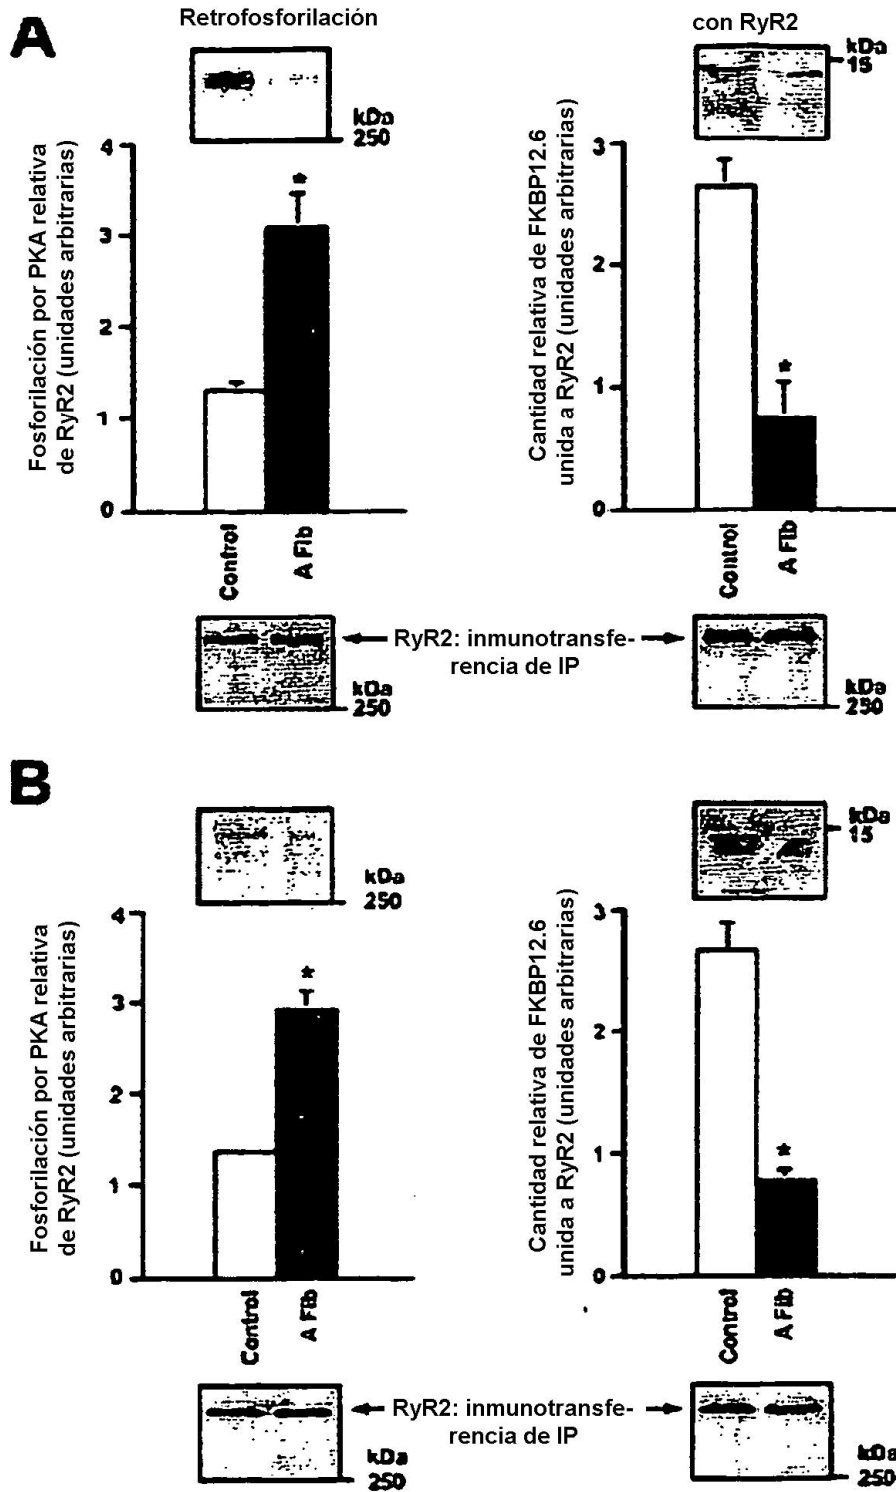 A
Retrofosforilación
con RyR2
kDa
250
kDa
15
Fosforilación por PKA relativa
de RyR2 (unidades arbitrarias)
4
3
2
1
0
*
Control
A Fib
Cantidad relativa de FKBP12.6
unida a RyR2 (unidades arbitrarias)
3
2
1
0
*
Control
A Fib
RyR2: inmunotransfe-
rencia de IP
kDa
250
kDa
250
B
kDa
250
kDa
15
Fosforilación por PKA relativa
de RyR2 (unidades arbitrarias)
4
3
2
1
0
*
Control
A Fib
Cantidad relativa de FKBP12.6
unida a RyR2 (unidades arbitrarias)
3
2
1
0
*
Control
A Fib
RyR2: inmunotransfe-
rencia de IP
kDa
250
kDa
250